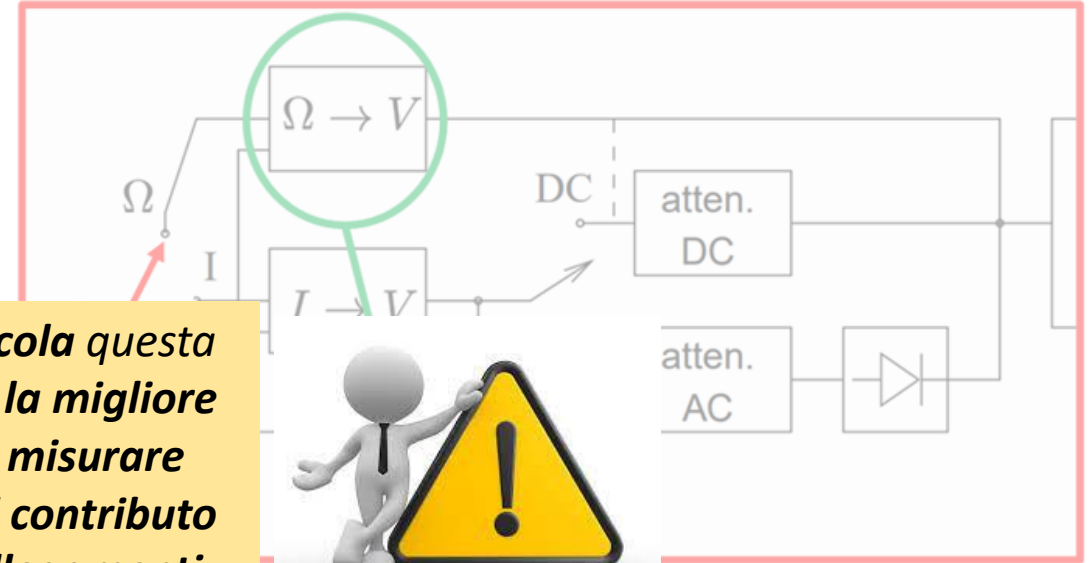 Ω → V
Ω
DC
atten.
DC
I
I → V
atten.
AC
cola questa
la migliore
misurare
contributo